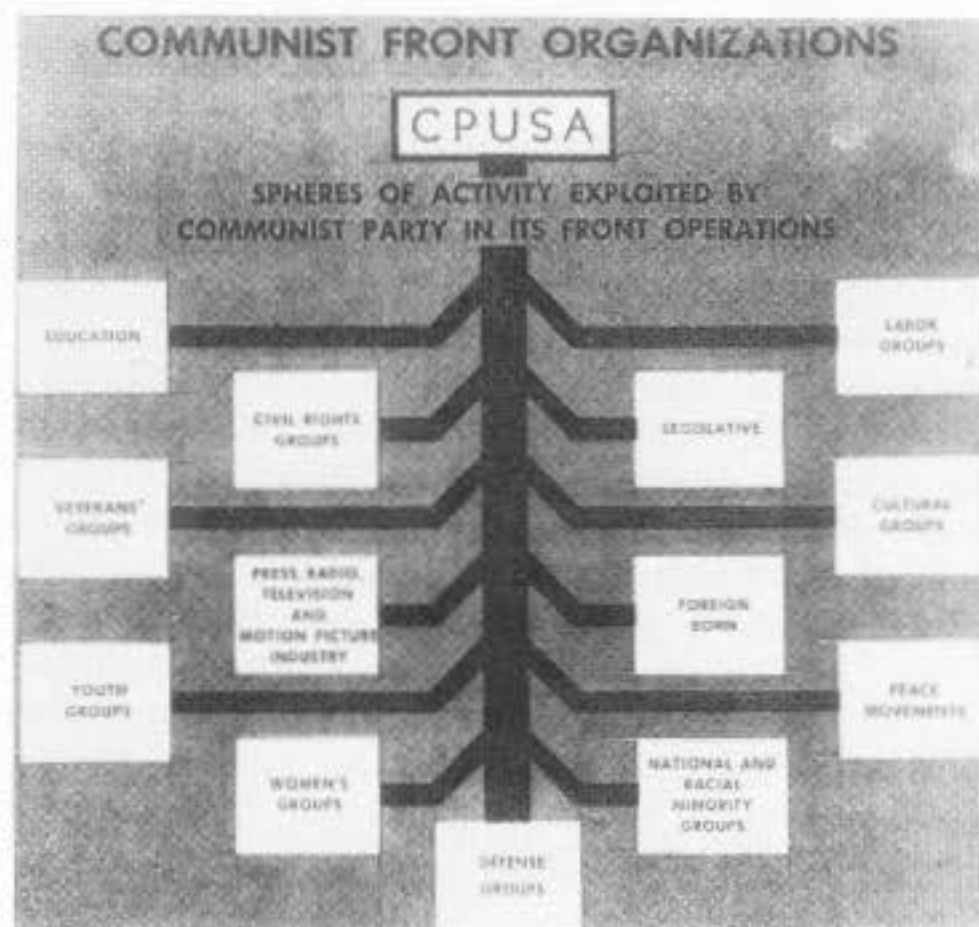 COMMUNIST FRONT ORGANIZATIONS
CPUSA
SPHERES OF ACTIVITY EXPLOITED BY
COMMUNIST PARTY IN ITS FRONT OPERATIONS
EDUCATION
LABOR
GROUPS
CIVIL RIGHTS
GROUPS
LEGISLATIVE
VETERANS'
GROUPS
CULTURAL
GROUPS
PRESS, RADIO,
TELEVISION
AND
MOTION PICTURE
INDUSTRY
FOREIGN
BORN
YOUTH
GROUPS
PEACE
MOVEMENTS
WOMEN'S
GROUPS
NATIONAL AND
RACIAL
MINORITY
GROUPS
DEFENSE
GROUPS